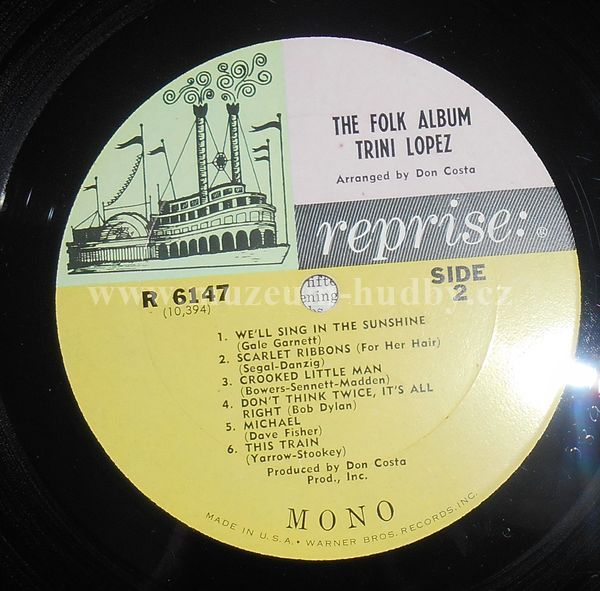 THE FOLK ALBUM
TRINI LOPEZ
Arranged by Don Costa
reprise:
R 6147
(10,394)
SIDE
2
www.muzeum-hudby.cz
1. WE'LL SING IN THE SUNSHINE
(Gale Garnett)
2. SCARLET RIBBONS (For Her Hair)
(Segal-Danzig)
3. CROOKED LITTLE MAN
(Bowers-Sennett-Madden)
4. DON'T THINK TWICE, IT'S ALL
RIGHT (Bob Dylan)
5. MICHAEL
(Dave Fisher)
6. THIS TRAIN
(Yarrow-Stookey)
Produced by Don Costa
Prod., Inc.
MONO
MADE IN U.S.A. • WARNER BROS. RECORDS, INC.